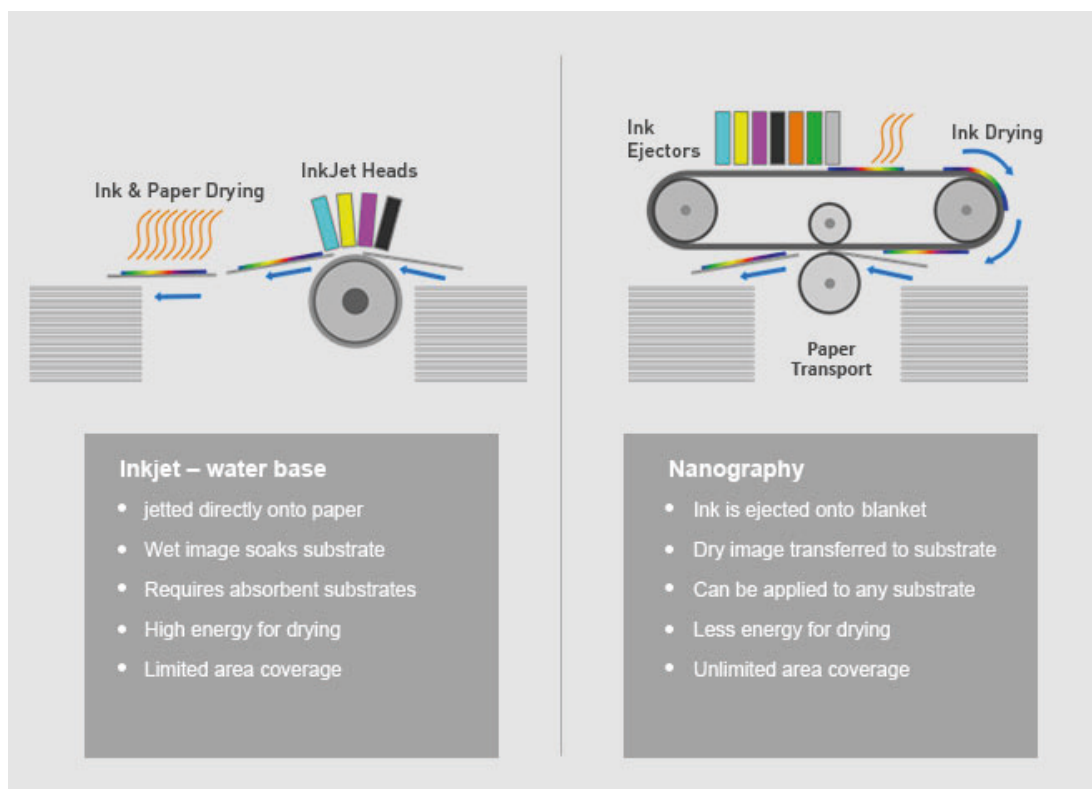 Ink & Paper Drying
InkJet Heads
Inkjet – water base
• jetted directly onto paper
• Wet image soaks substrate
• Requires absorbent substrates
• High energy for drying
• Limited area coverage
Ink
Ejectors
Ink Drying
Paper
Transport
Nanography
• Ink is ejected onto blanket
• Dry image transferred to substrate
• Can be applied to any substrate
• Less energy for drying
• Unlimited area coverage